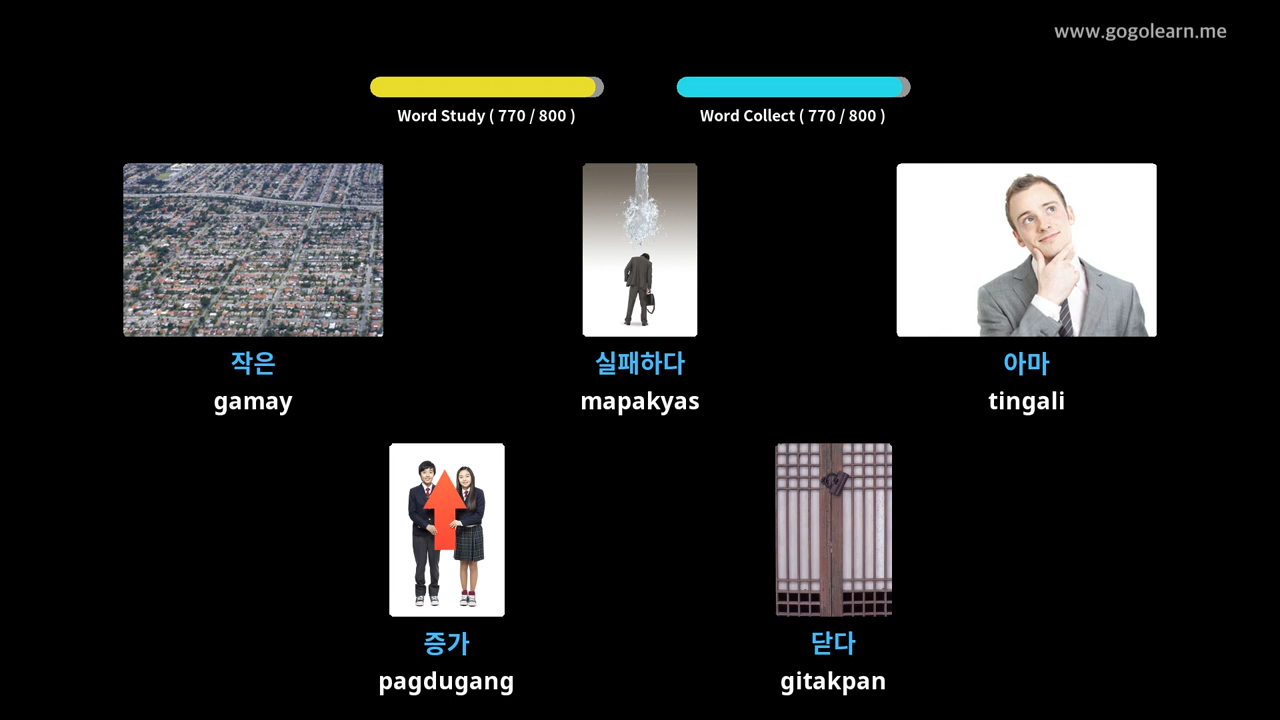 www.gogolearn.me
Word Study ( 770 / 800 )
Word Collect ( 770 / 800 )
작은
gamay
실패하다
mapakyas
아마
tingali
증가
pagdugang
닫다
gitakpan